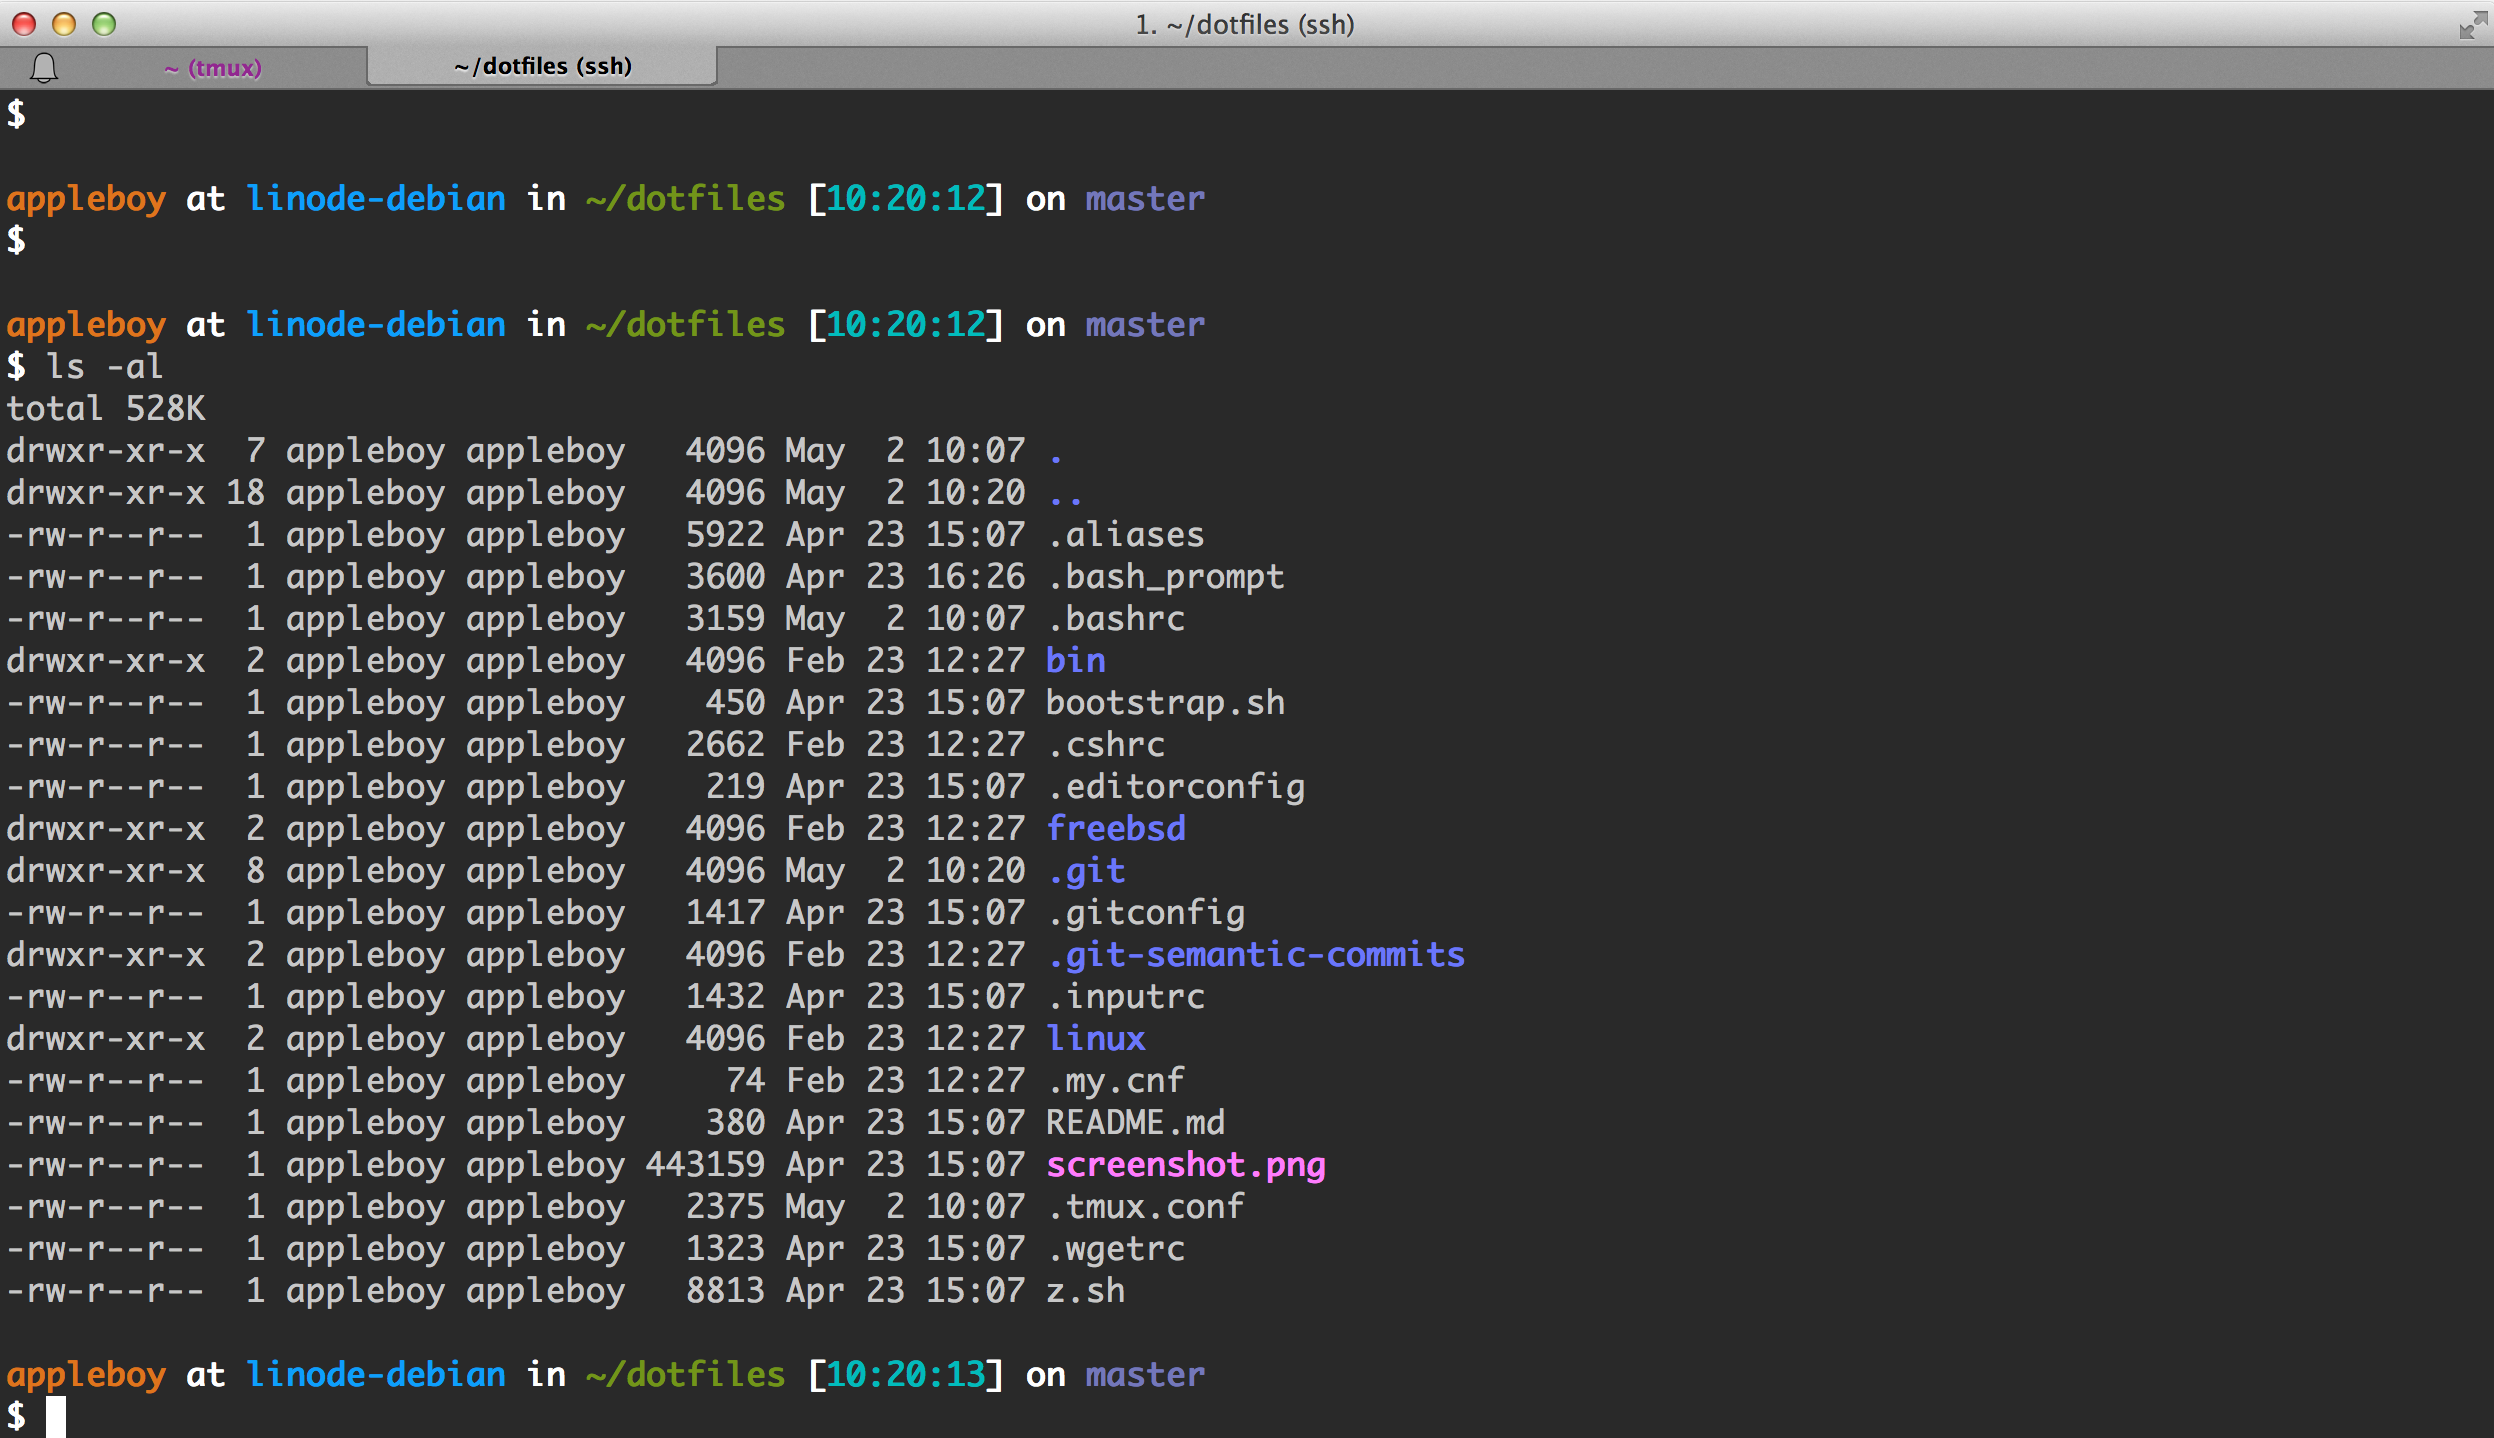 1. ~/dotfiles (ssh)
~ (tmux)
~/dotfiles (ssh)
$
appleboy at linode-debian in ~/dotfiles [10:20:12] on master
$
appleboy at linode-debian in ~/dotfiles [10:20:12] on master
$ ls -al
total 528K
drwxr-xr-x  7 appleboy appleboy   4096 May  2 10:07 .
drwxr-xr-x 18 appleboy appleboy   4096 May  2 10:20 ..
-rw-r--r--  1 appleboy appleboy   5922 Apr 23 15:07 .aliases
-rw-r--r--  1 appleboy appleboy   3600 Apr 23 16:26 .bash_prompt
-rw-r--r--  1 appleboy appleboy   3159 May  2 10:07 .bashrc
drwxr-xr-x  2 appleboy appleboy   4096 Feb 23 12:27 bin
-rw-r--r--  1 appleboy appleboy    450 Apr 23 15:07 bootstrap.sh
-rw-r--r--  1 appleboy appleboy   2662 Feb 23 12:27 .cshrc
-rw-r--r--  1 appleboy appleboy    219 Apr 23 15:07 .editorconfig
drwxr-xr-x  2 appleboy appleboy   4096 Feb 23 12:27 freebsd
drwxr-xr-x  8 appleboy appleboy   4096 May  2 10:20 .git
-rw-r--r--  1 appleboy appleboy   1417 Apr 23 15:07 .gitconfig
drwxr-xr-x  2 appleboy appleboy   4096 Feb 23 12:27 .git-semantic-commits
-rw-r--r--  1 appleboy appleboy   1432 Apr 23 15:07 .inputrc
drwxr-xr-x  2 appleboy appleboy   4096 Feb 23 12:27 linux
-rw-r--r--  1 appleboy appleboy     74 Feb 23 12:27 .my.cnf
-rw-r--r--  1 appleboy appleboy    380 Apr 23 15:07 README.md
-rw-r--r--  1 appleboy appleboy 443159 Apr 23 15:07 screenshot.png
-rw-r--r--  1 appleboy appleboy   2375 May  2 10:07 .tmux.conf
-rw-r--r--  1 appleboy appleboy   1323 Apr 23 15:07 .wgetrc
-rw-r--r--  1 appleboy appleboy   8813 Apr 23 15:07 z.sh
appleboy at linode-debian in ~/dotfiles [10:20:13] on master
$